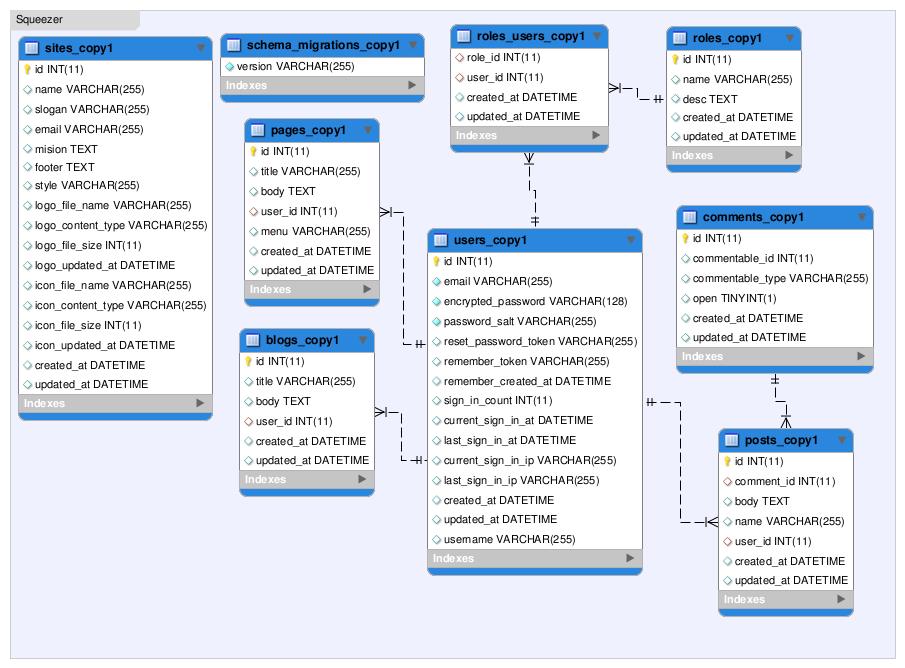 Squeezer
sites_copy1
id INT(11)
name VARCHAR(255)
slogan VARCHAR(255)
email VARCHAR(255)
mision TEXT
footer TEXT
style VARCHAR(255)
logo_file_name VARCHAR(255)
logo_content_type VARCHAR(255)
logo_file_size INT(11)
logo_updated_at DATETIME
icon_file_name VARCHAR(255)
icon_content_type VARCHAR(255)
icon_file_size INT(11)
icon_updated_at DATETIME
created_at DATETIME
updated_at DATETIME
Indexes
schema_migrations_copy1
version VARCHAR(255)
Indexes
pages_copy1
id INT(11)
title VARCHAR(255)
body TEXT
user_id INT(11)
menu VARCHAR(255)
created_at DATETIME
updated_at DATETIME
Indexes
blogs_copy1
id INT(11)
title VARCHAR(255)
body TEXT
user_id INT(11)
created_at DATETIME
updated_at DATETIME
Indexes
roles_users_copy1
role_id INT(11)
user_id INT(11)
created_at DATETIME
updated_at DATETIME
Indexes
roles_copy1
id INT(11)
name VARCHAR(255)
desc TEXT
created_at DATETIME
updated_at DATETIME
Indexes
users_copy1
id INT(11)
email VARCHAR(255)
encrypted_password VARCHAR(128)
password_salt VARCHAR(255)
reset_password_token VARCHAR(255)
remember_token VARCHAR(255)
remember_created_at DATETIME
sign_in_count INT(11)
current_sign_in_at DATETIME
last_sign_in_at DATETIME
current_sign_in_ip VARCHAR(255)
last_sign_in_ip VARCHAR(255)
created_at DATETIME
updated_at DATETIME
username VARCHAR(255)
Indexes
comments_copy1
id INT(11)
commentable_id INT(11)
commentable_type VARCHAR(255)
open TINYINT(1)
created_at DATETIME
updated_at DATETIME
Indexes
posts_copy1
id INT(11)
comment_id INT(11)
body TEXT
name VARCHAR(255)
user_id INT(11)
created_at DATETIME
updated_at DATETIME
Indexes